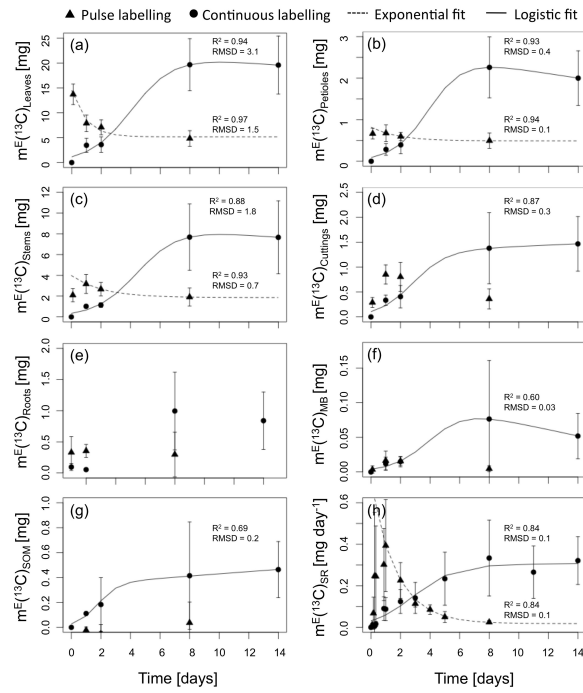 Pulse labelling Continuous labelling Exponential fit Logistic fit
(a)
mE(13C)Leaves [mg]
0 5 10 15 20 25
R² = 0.94
RMSD = 3.1
R² = 0.97
RMSD = 1.5
(b)
mE(13C)Petioles [mg]
0 1 2 3
R² = 0.93
RMSD = 0.4
R² = 0.94
RMSD = 0.1
(c)
mE(13C)Stems [mg]
0 2 4 6 8 10 12
R² = 0.88
RMSD = 1.8
R² = 0.93
RMSD = 0.7
(d)
mE(13C)Cuttings [mg]
0.0 0.5 1.0 1.5 2.0 2.5
R² = 0.87
RMSD = 0.3
(e)
mE(13C)Roots [mg]
0.0 0.5 1.0 1.5 2.0
(f)
mE(13C)MB [mg]
0.00 0.05 0.10 0.15
R² = 0.60
RMSD = 0.03
(g)
mE(13C)SOM [mg]
0.0 0.2 0.4 0.6 0.8 1.0
R² = 0.69
RMSD = 0.2
0 2 4 6 8 10 12 14
Time [days]
(h)
mE(13C)SR [mg day⁻¹]
0.0 0.2 0.4 0.6
R² = 0.84
RMSD = 0.1
R² = 0.84
RMSD = 0.1
0 2 4 6 8 10 12 14
Time [days]